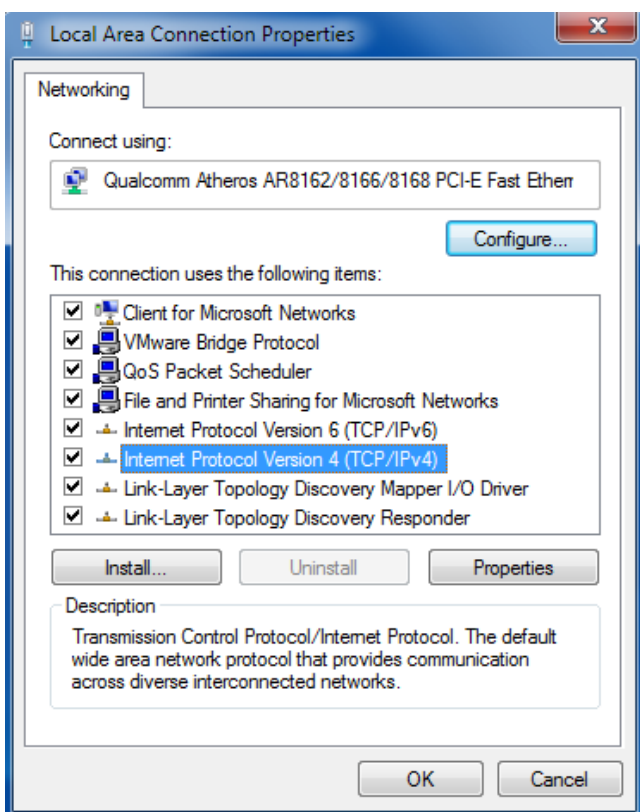 Local Area Connection Properties
Networking
Connect using:
Qualcomm Atheros AR8162/8166/8168 PCI-E Fast
Configure...
This connection uses the following items:
Client for Microsoft Networks
VMware Bridge Protocol
QoS Packet Scheduler
File and Printer Sharing for Microsoft Networks
Internet Protocol Version 6 (TCP/IPv6)
Internet Protocol Version 4 (TCP/IPv4)
Link-Layer Topology Discovery Mapper I/O Driver
Link-Layer Topology Discovery Responder
Install...
Uninstall
Properties
Description
Transmission Control Protocol/Internet Protocol. The default
wide area network protocol that provides communication
across diverse interconnected networks.
OK
Cancel